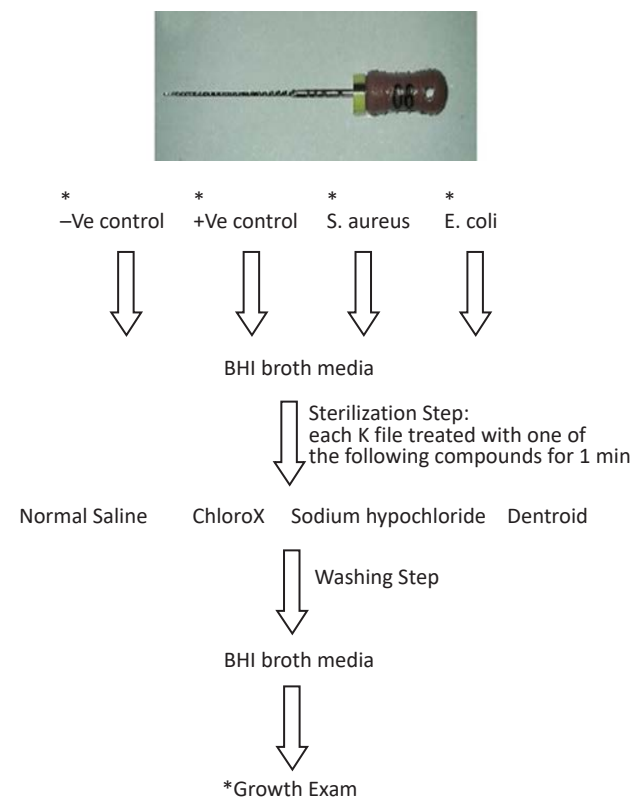 * * * *
–Ve control +Ve control S. aureus E. coli
BHI broth media
Sterilization Step:
each K file treated with one of
the following compounds for 1 min
Normal Saline ChloroX Sodium hypochloride Dentroid
Washing Step
BHI broth media
*Growth Exam